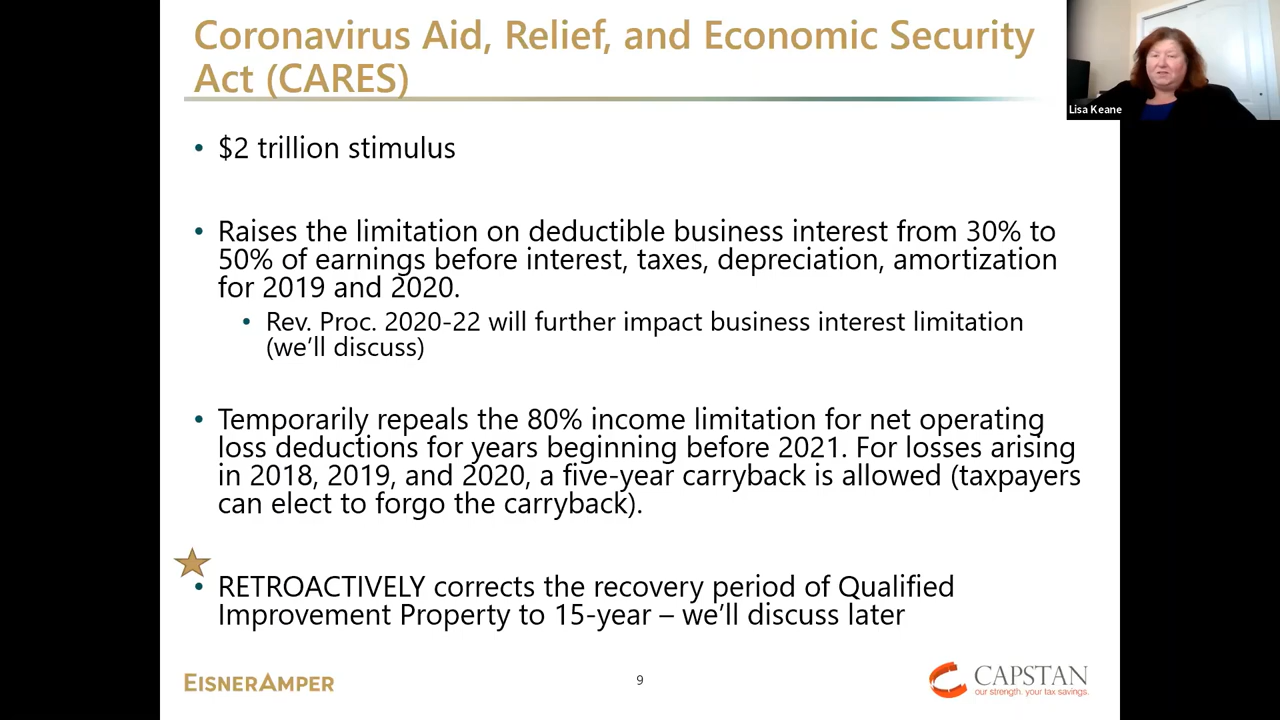 Coronavirus Aid, Relief, and Economic Security
Act (CARES)
Lisa Keane
• $2 trillion stimulus
• Raises the limitation on deductible business interest from 30% to
50% of earnings before interest, taxes, depreciation, amortization
for 2019 and 2020.
• Rev. Proc. 2020-22 will further impact business interest limitation
(we’ll discuss)
• Temporarily repeals the 80% income limitation for net operating
loss deductions for years beginning before 2021. For losses arising
in 2018, 2019, and 2020, a five-year carryback is allowed (taxpayers
can elect to forgo the carryback).
• RETROACTIVELY corrects the recovery period of Qualified
Improvement Property to 15-year – we’ll discuss later
EISNERAMPER
9
CAPSTAN
our strength. your tax savings.